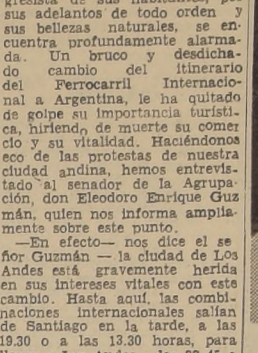 gresista de sus habitantes, por
sus adelantos de todo orden y
sus bellezas naturales, se en-
cuentra profundamente alarma-
da. Un bruco y desdicha-
do cambio del itinerario
del Ferrocarril Internacio-
nal a Argentina, le ha quitado
de golpe su importancia turísti-
ca, hiriendo de muerte su comer
cio y su vitalidad. Haciéndonos
eco de las protestas de nuestra
ciudad andina, hemos entrevis-
tado al senador de la Agrupa-
ción, don Eleodoro Enrique Guz
mán, quien nos informa amplia-
mente sobre este punto.
—En efecto— nos dice el se
ñor Guzmán — la ciudad de Los
Andes está gravemente herida
en sus intereses vitales con este
cambio. Hasta aquí, las combi-
naciones internacionales salían
de Santiago en la tarde, a las
19.30 o a las 13.30 horas, para